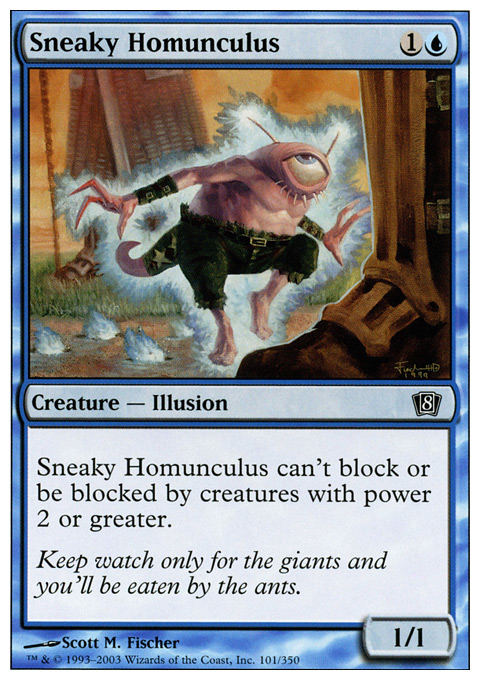 Sneaky Homunculus 1
Creature — Illusion 8
Sneaky Homunculus can't block or
be blocked by creatures with power
2 or greater.
Keep watch only for the giants and
you'll be eaten by the ants.
1/1
Scott M. Fischer
™ & © 1993–2003 Wizards of the Coast, Inc. 101/350